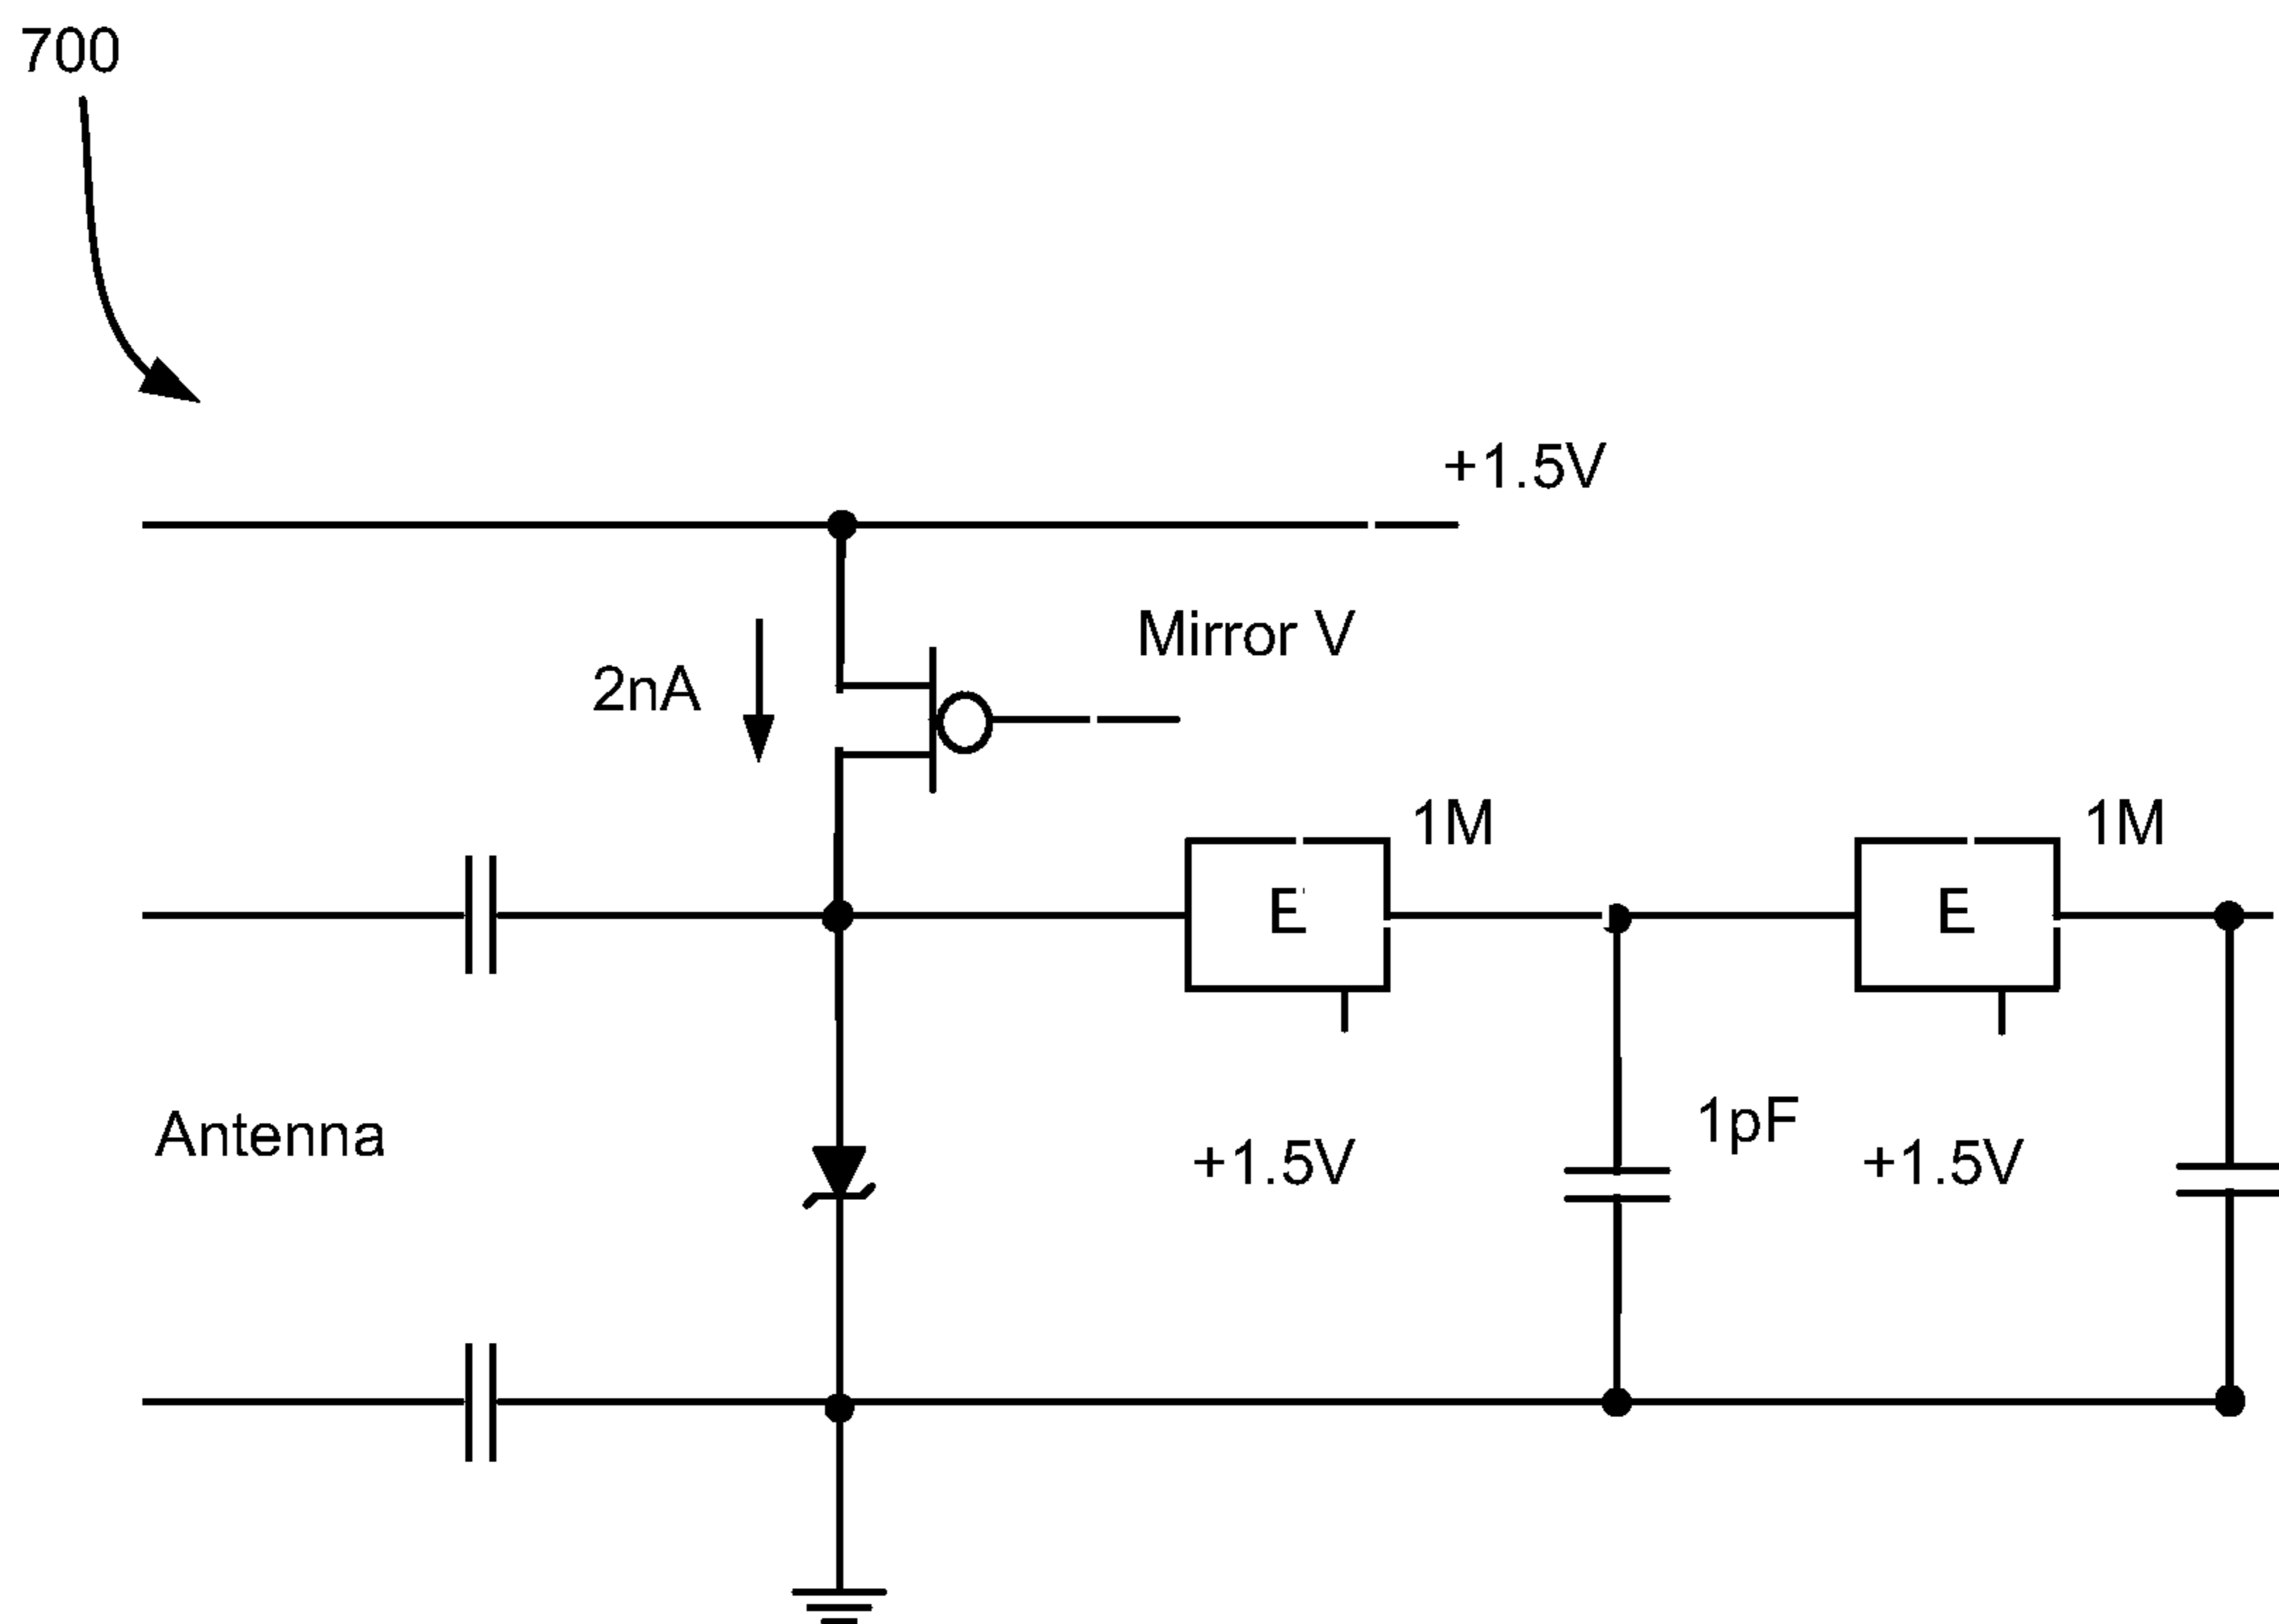 700
+1.5V
Mirror V
2nA
1M
1M
E
E
Antenna
1pF
+1.5V
+1.5V